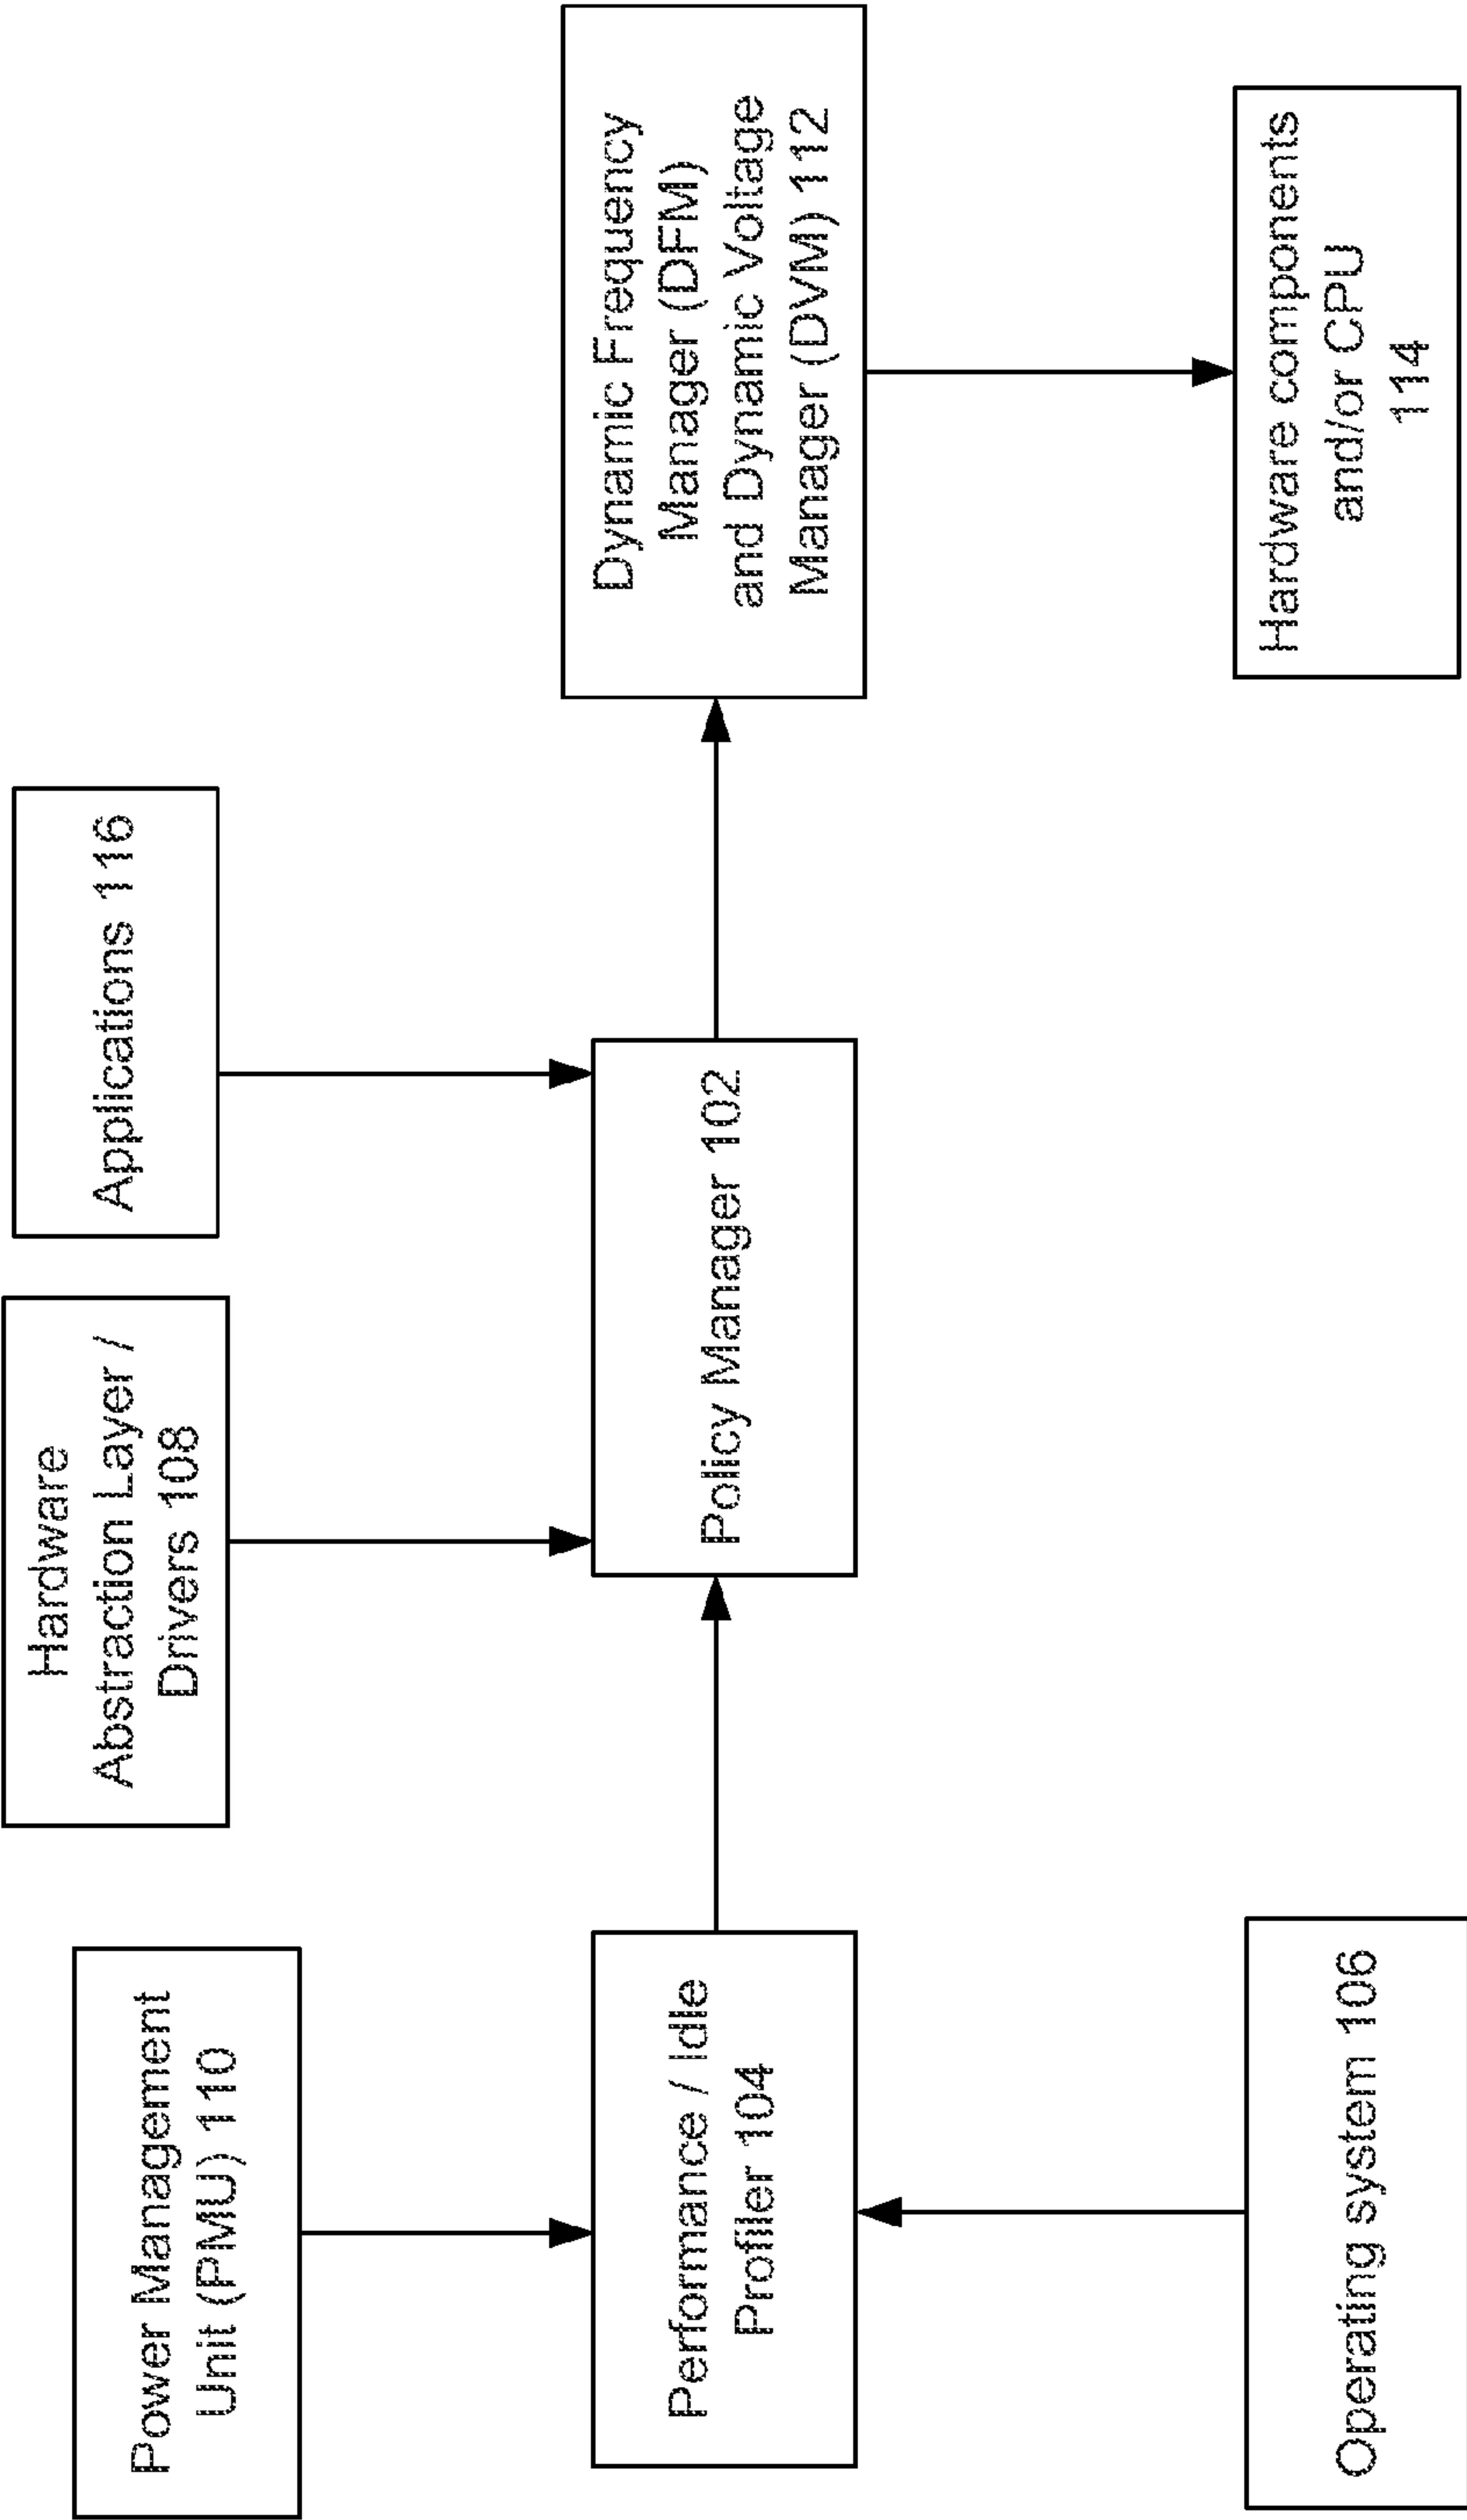 Power Management
Unit (PMU) 110
Hardware
Abstraction Layer /
Drivers 108
Applications 116
Performance / Idle
Profiler 104
Policy Manager 102
Dynamic Frequency
Manager (DFM)
and Dynamic Voltage
Manager (DVM) 112
Operating system 106
Hardware components
and/or CPU
114